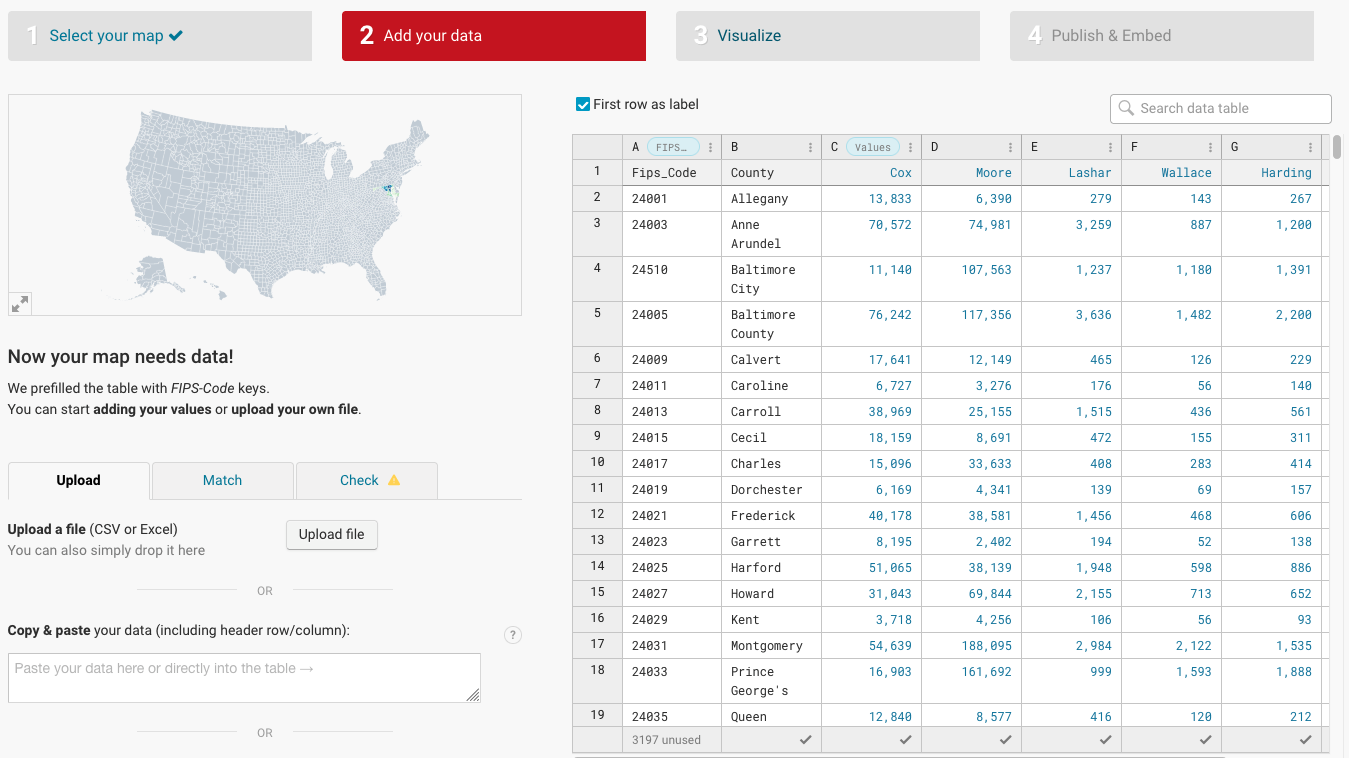 1 Select your map
2 Add your data
3 Visualize
4 Publish & Embed
Now your map needs data!
We prefilled the table with FIPS-Code keys.
You can start adding your values or upload your own file.
Upload Match Check
Upload a file (CSV or Excel)
You can also simply drop it here
Upload file
OR
Copy & paste your data (including header row/column):
?
Paste your data here or directly into the table →
OR
First row as label
Search data table
A FIPS… B C Values D E F G
1 Fips_Code County Cox Moore Lashar Wallace Harding
2 24001 Allegany 13,833 6,390 279 143 267
3 24003 Anne 70,572 74,981 3,259 887 1,200
Arundel
4 24510 Baltimore 11,140 107,563 1,237 1,180 1,391
City
5 24005 Baltimore 76,242 117,356 3,636 1,482 2,200
County
6 24009 Calvert 17,641 12,149 465 126 229
7 24011 Caroline 6,727 3,276 176 56 140
8 24013 Carroll 38,969 25,155 1,515 436 561
9 24015 Cecil 18,159 8,691 472 155 311
10 24017 Charles 15,096 33,633 408 283 414
11 24019 Dorchester 6,169 4,341 139 69 157
12 24021 Frederick 40,178 38,581 1,456 468 606
13 24023 Garrett 8,195 2,402 194 52 138
14 24025 Harford 51,065 38,139 1,948 598 886
15 24027 Howard 31,043 69,844 2,155 713 652
16 24029 Kent 3,718 4,256 106 56 93
17 24031 Montgomery 54,639 188,095 2,984 2,122 1,535
18 24033 Prince 16,903 161,692 999 1,593 1,888
George's
19 24035 Queen 12,840 8,577 416 120 212
3197 unused